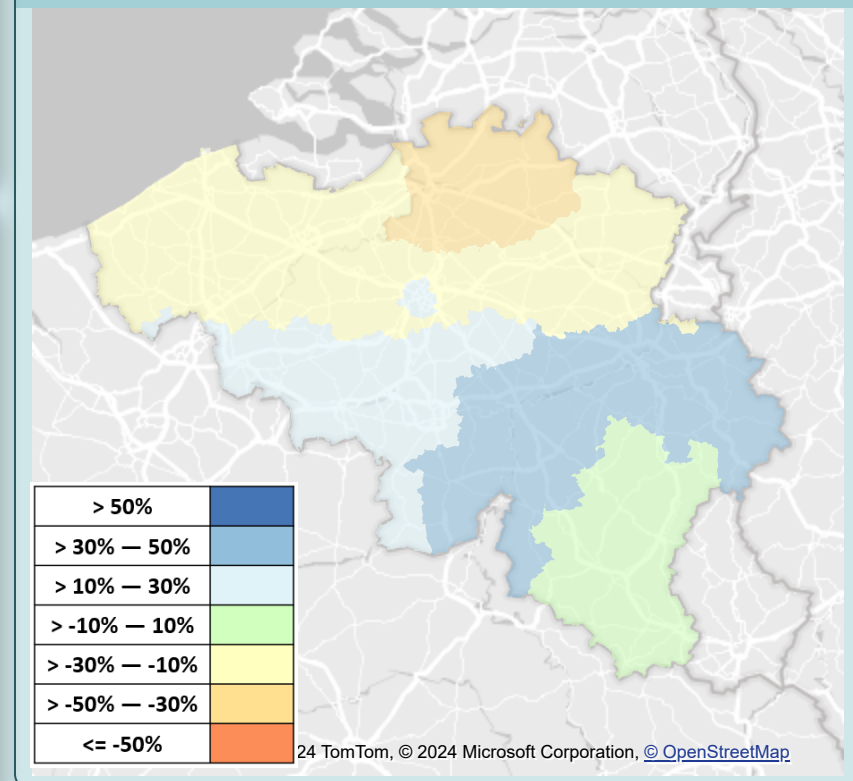 > 50%
> 30% — 50%
> 10% — 30%
> -10% — 10%
> -30% — -10%
> -50% — -30%
<= -50%
24 TomTom, © 2024 Microsoft Corporation, © OpenStreetMap